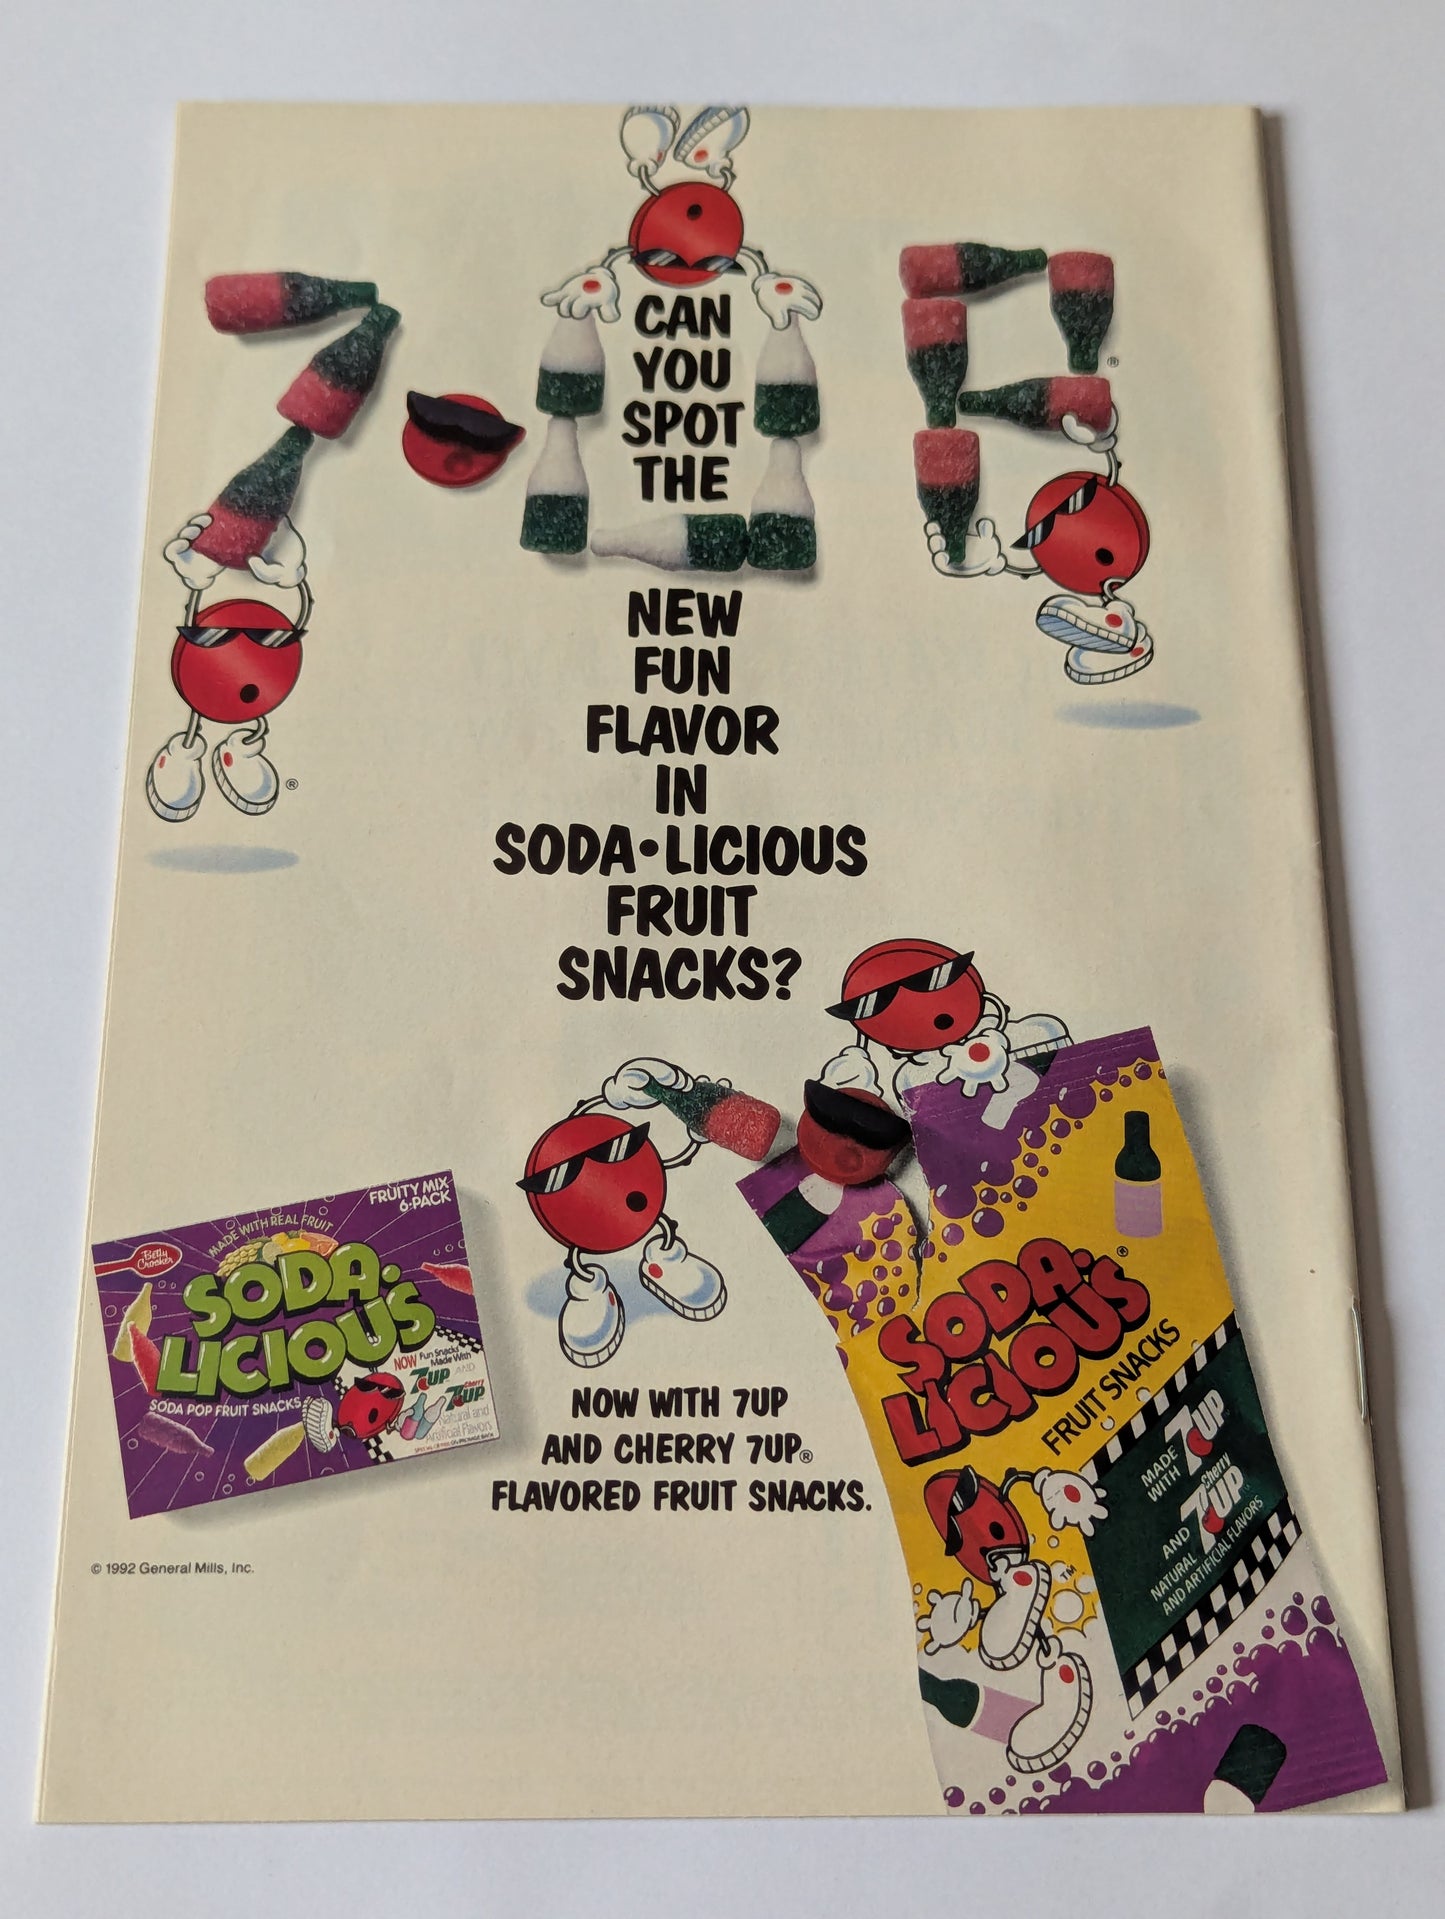 CAN
YOU
SPOT
THE
®
NEW
FUN
FLAVOR
IN
SODA•LICIOUS
FRUIT
SNACKS?
®
FRUITY MIX
6-PACK
MADE WITH REAL FRUIT
Betty
Crocker
SODA-
LICIOUS
SODA POP FRUIT SNACKS
NOW Fun Snacks
Made With
7UP AND
Cherry
7UP
Natural and
Artificial Flavors
NOW WITH 7UP
AND CHERRY 7UP®
FLAVORED FRUIT SNACKS.
SODA-
LICIOUS®
FRUIT SNACKS
MADE
WITH 7UP
AND Cherry
7UP
NATURAL
AND ARTIFICIAL FLAVORS
TM
© 1992 General Mills, Inc.